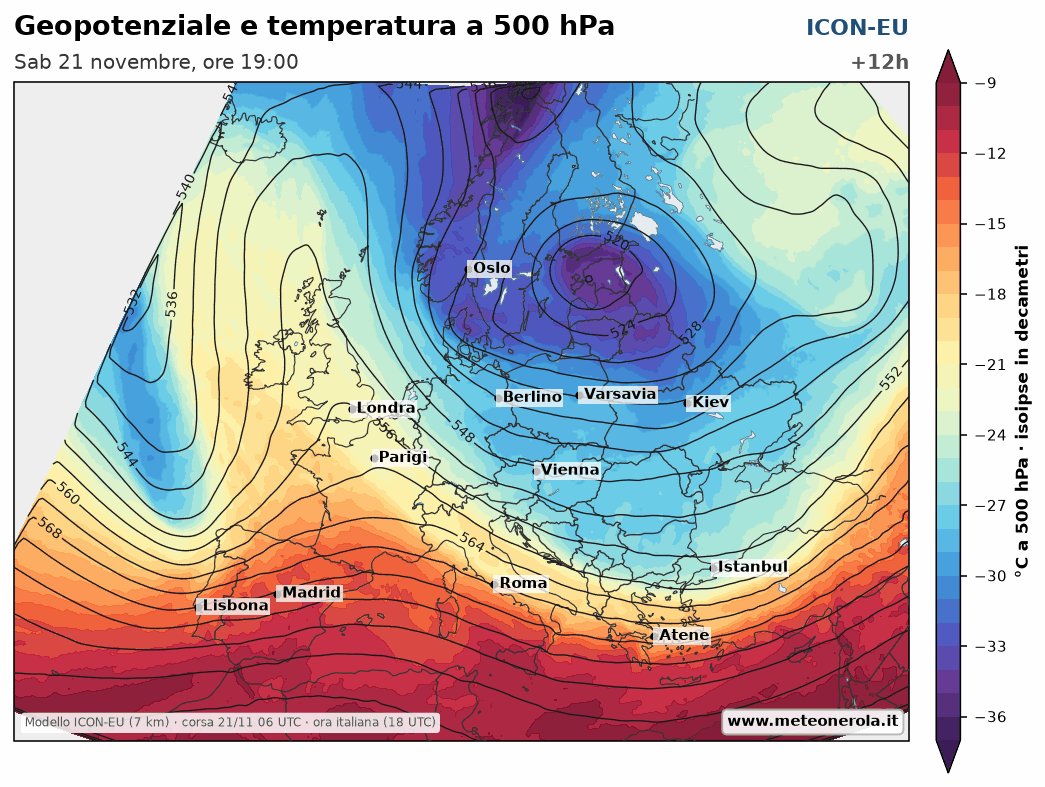 Geopotenziale e temperatura a 500 hPa
ICON-EU
Sab 21 novembre, ore 19:00
+12h
544
54
540
532
536
520
524
528
552
548
556
544
560
568
564
Oslo
Berlino
Varsavia
Kiev
Londra
Parigi
Vienna
Istanbul
Roma
Madrid
Lisbona
Atene
−9
−12
−15
−18
−21
−24
−27
−30
−33
−36
°C a 500 hPa · isoipse in decametri
Modello ICON-EU (7 km) · corsa 21/11 06 UTC · ora italiana (18 UTC)
www.meteonerola.it